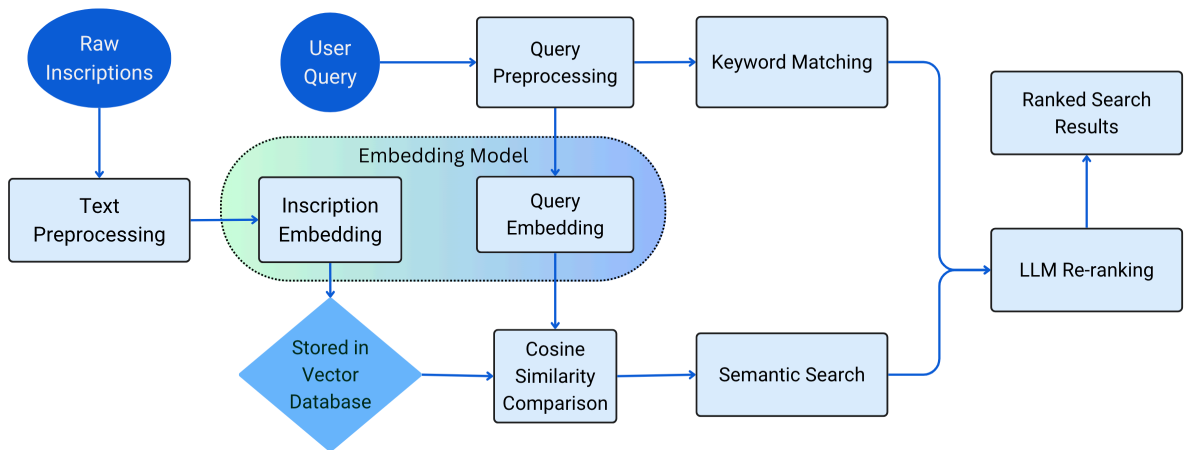 Raw
Inscriptions
User
Query
Query
Preprocessing
Keyword Matching
Ranked Search
Results
Embedding Model
Text
Preprocessing
Inscription
Embedding
Query
Embedding
LLM Re-ranking
Stored in
Vector
Database
Cosine
Similarity
Comparison
Semantic Search